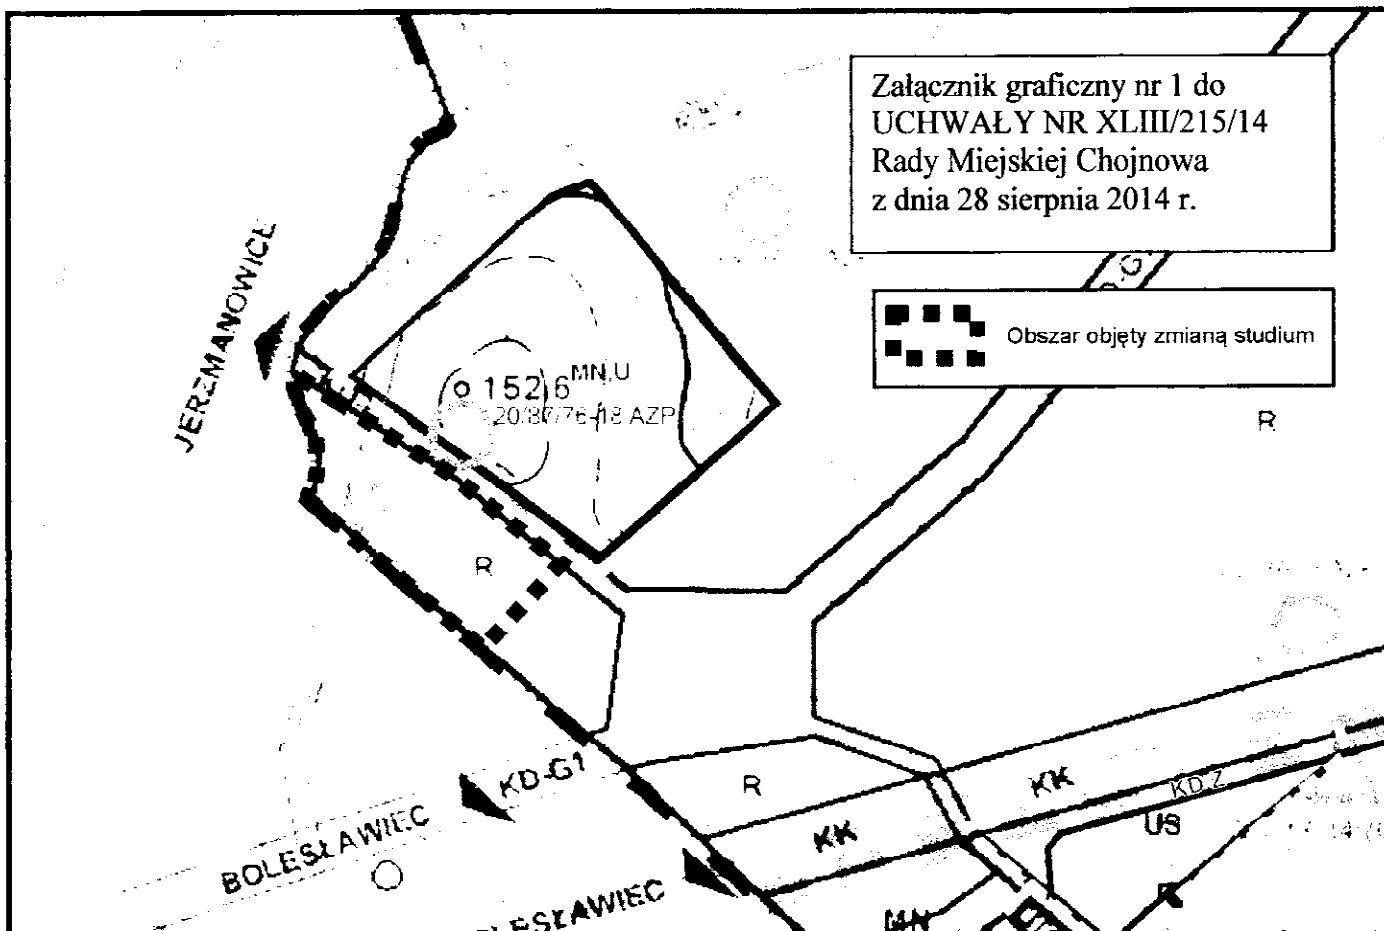 Załącznik graficzny nr 1 do
UCHWAŁY NR XLIII/215/14
Rady Miejskiej Chojnowa
z dnia 28 sierpnia 2014 r.
Obszar objęty zmianą studium
JERZMANOWICE
152,6
MN,U
AZP
R
R
KD-G1
R
KK
KD.Z
US
KK
BOLESŁAWIEC
MN